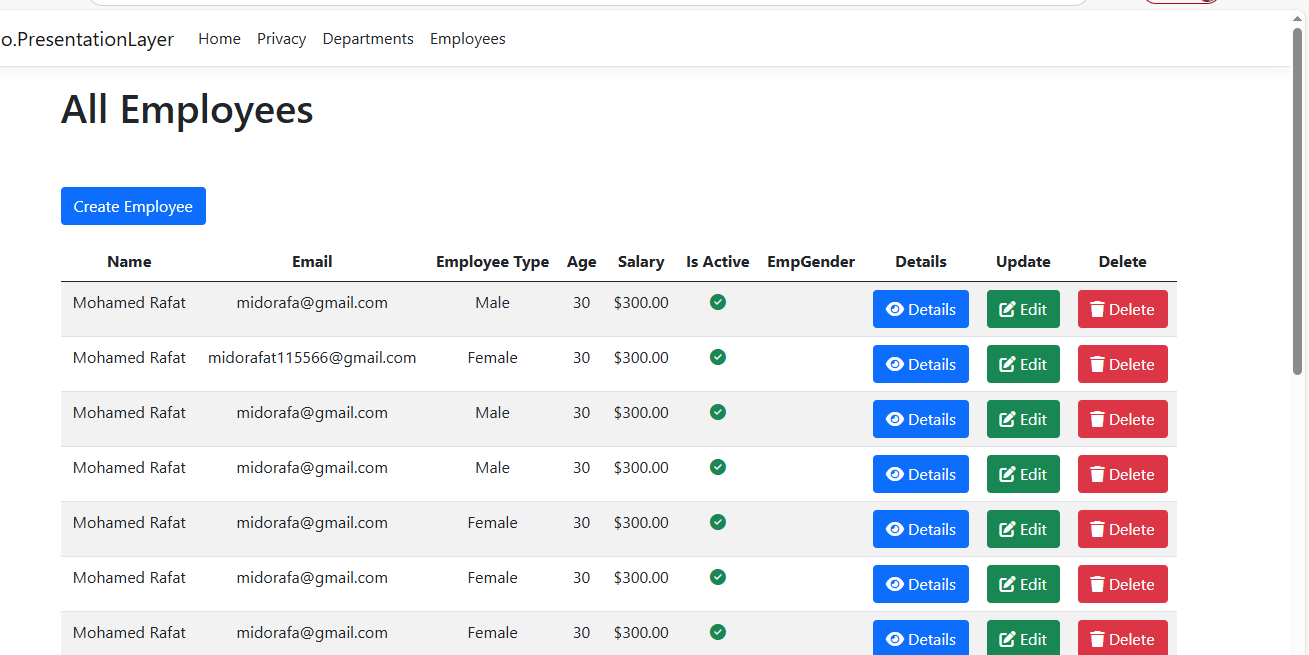 o.PresentationLayer Home Privacy Departments Employees
All Employees
Create Employee
Name Email Employee Type Age Salary Is Active EmpGender Details Update Delete
Mohamed Rafat midorafa@gmail.com Male 30 $300.00 Details Edit Delete
Mohamed Rafat midorafat115566@gmail.com Female 30 $300.00 Details Edit Delete
Mohamed Rafat midorafa@gmail.com Male 30 $300.00 Details Edit Delete
Mohamed Rafat midorafa@gmail.com Male 30 $300.00 Details Edit Delete
Mohamed Rafat midorafa@gmail.com Female 30 $300.00 Details Edit Delete
Mohamed Rafat midorafa@gmail.com Female 30 $300.00 Details Edit Delete
Mohamed Rafat midorafa@gmail.com Female 30 $300.00 Details Edit Delete